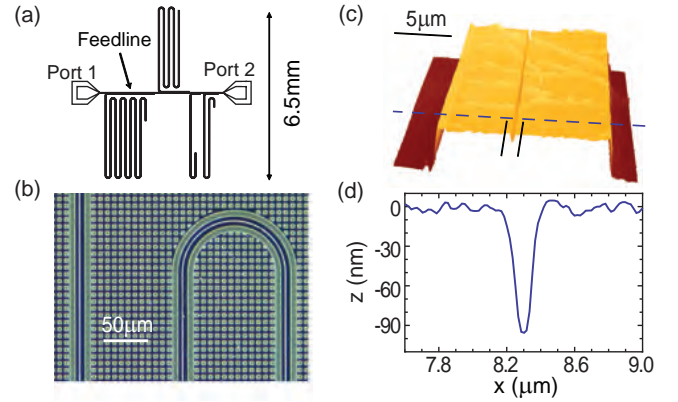 (a)
Feedline
Port 1
Port 2
6.5mm
(b)
50μm
(c)
5μm
(d)
0
-30
-60
-90
z (nm)
7.8
8.2
8.6
9.0
x (μm)